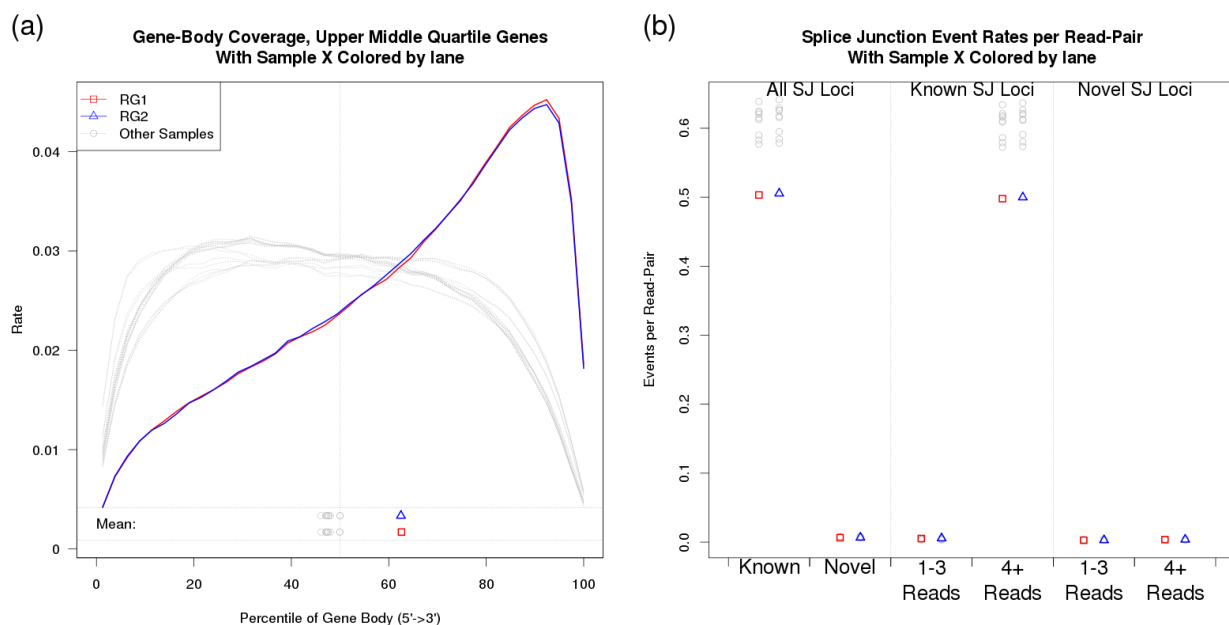 (a)
Gene-Body Coverage, Upper Middle Quartile Genes
With Sample X Colored by lane
RG1
RG2
Other Samples
Rate
0.04
0.03
0.02
0.01
0
Mean:
0 20 40 60 80 100
Percentile of Gene Body (5'->3')
(b)
Splice Junction Event Rates per Read-Pair
With Sample X Colored by lane
All SJ Loci Known SJ Loci Novel SJ Loci
Events per Read-Pair
0.6
0.5
0.4
0.3
0.2
0.1
0.0
Known Novel 1-3 4+ 1-3 4+
Reads Reads Reads Reads